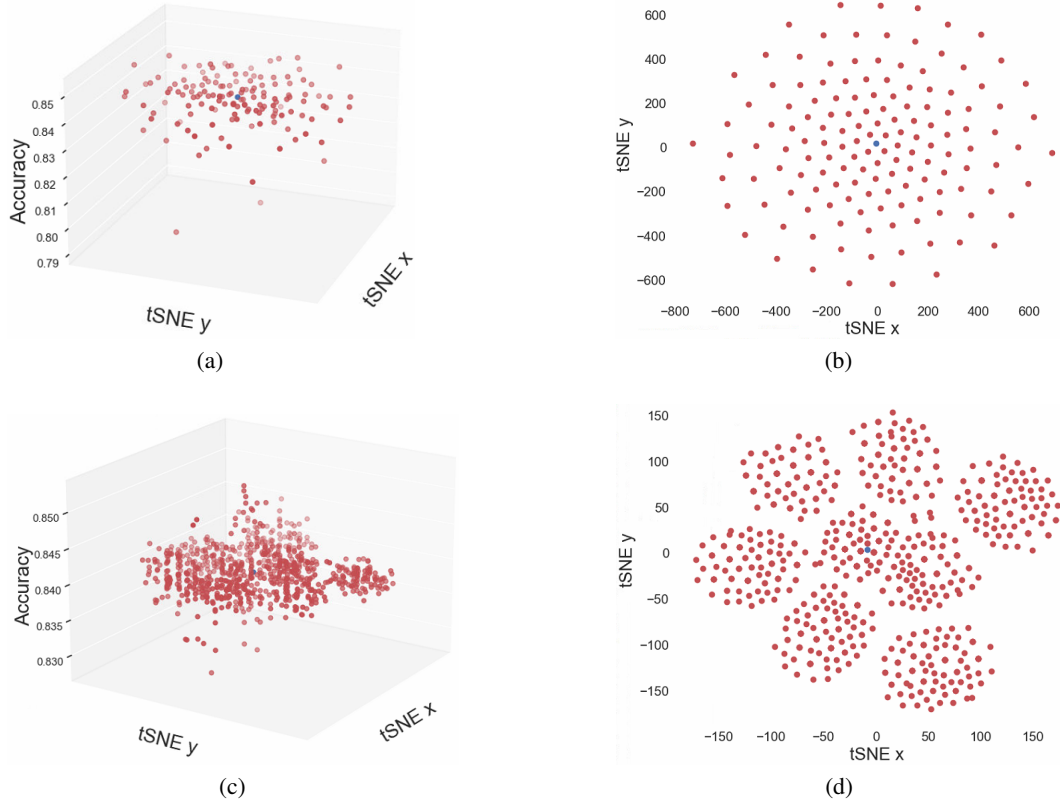 Accuracy
0.85
0.84
0.83
0.82
0.81
0.80
0.79
tSNE y
tSNE x
(a)
tSNE y
600
400
200
0
−200
−400
−600
−800 −600 −400 −200 0 200 400 600
tSNE x
(b)
Accuracy
0.850
0.845
0.840
0.835
0.830
tSNE y
tSNE x
(c)
tSNE y
150
100
50
0
−50
−100
−150
−150 −100 −50 0 50 100 150
tSNE x
(d)